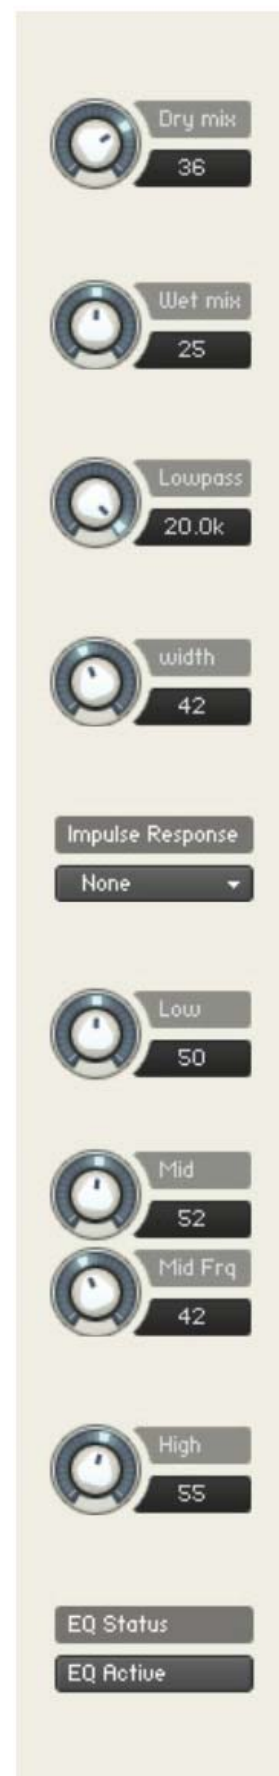 Dry mix
36
Wet mix
25
Lowpass
20.0k
width
42
Impulse Response
None
Low
50
Mid
52
Mid Frq
42
High
55
EQ Status
EQ Active